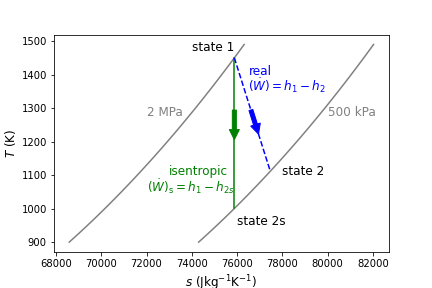 1500
1400
1300
1200
1100
1000
900
T (K)
state 1
real
(Ẇ) = h₁ − h₂
2 MPa
500 kPa
isentropic
(Ẇ)ₛ = h₁ − h₂ₛ
state 2
state 2s
68000 70000 72000 74000 76000 78000 80000 82000
s (Jkg⁻¹K⁻¹)